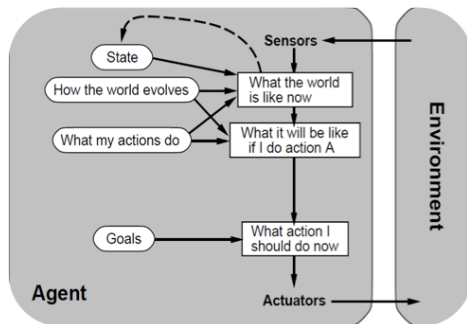 Sensors
State
What the world
is like now
How the world evolves
What my actions do
What it will be like
if I do action A
Goals
What action I
should do now
Agent
Actuators
Environment